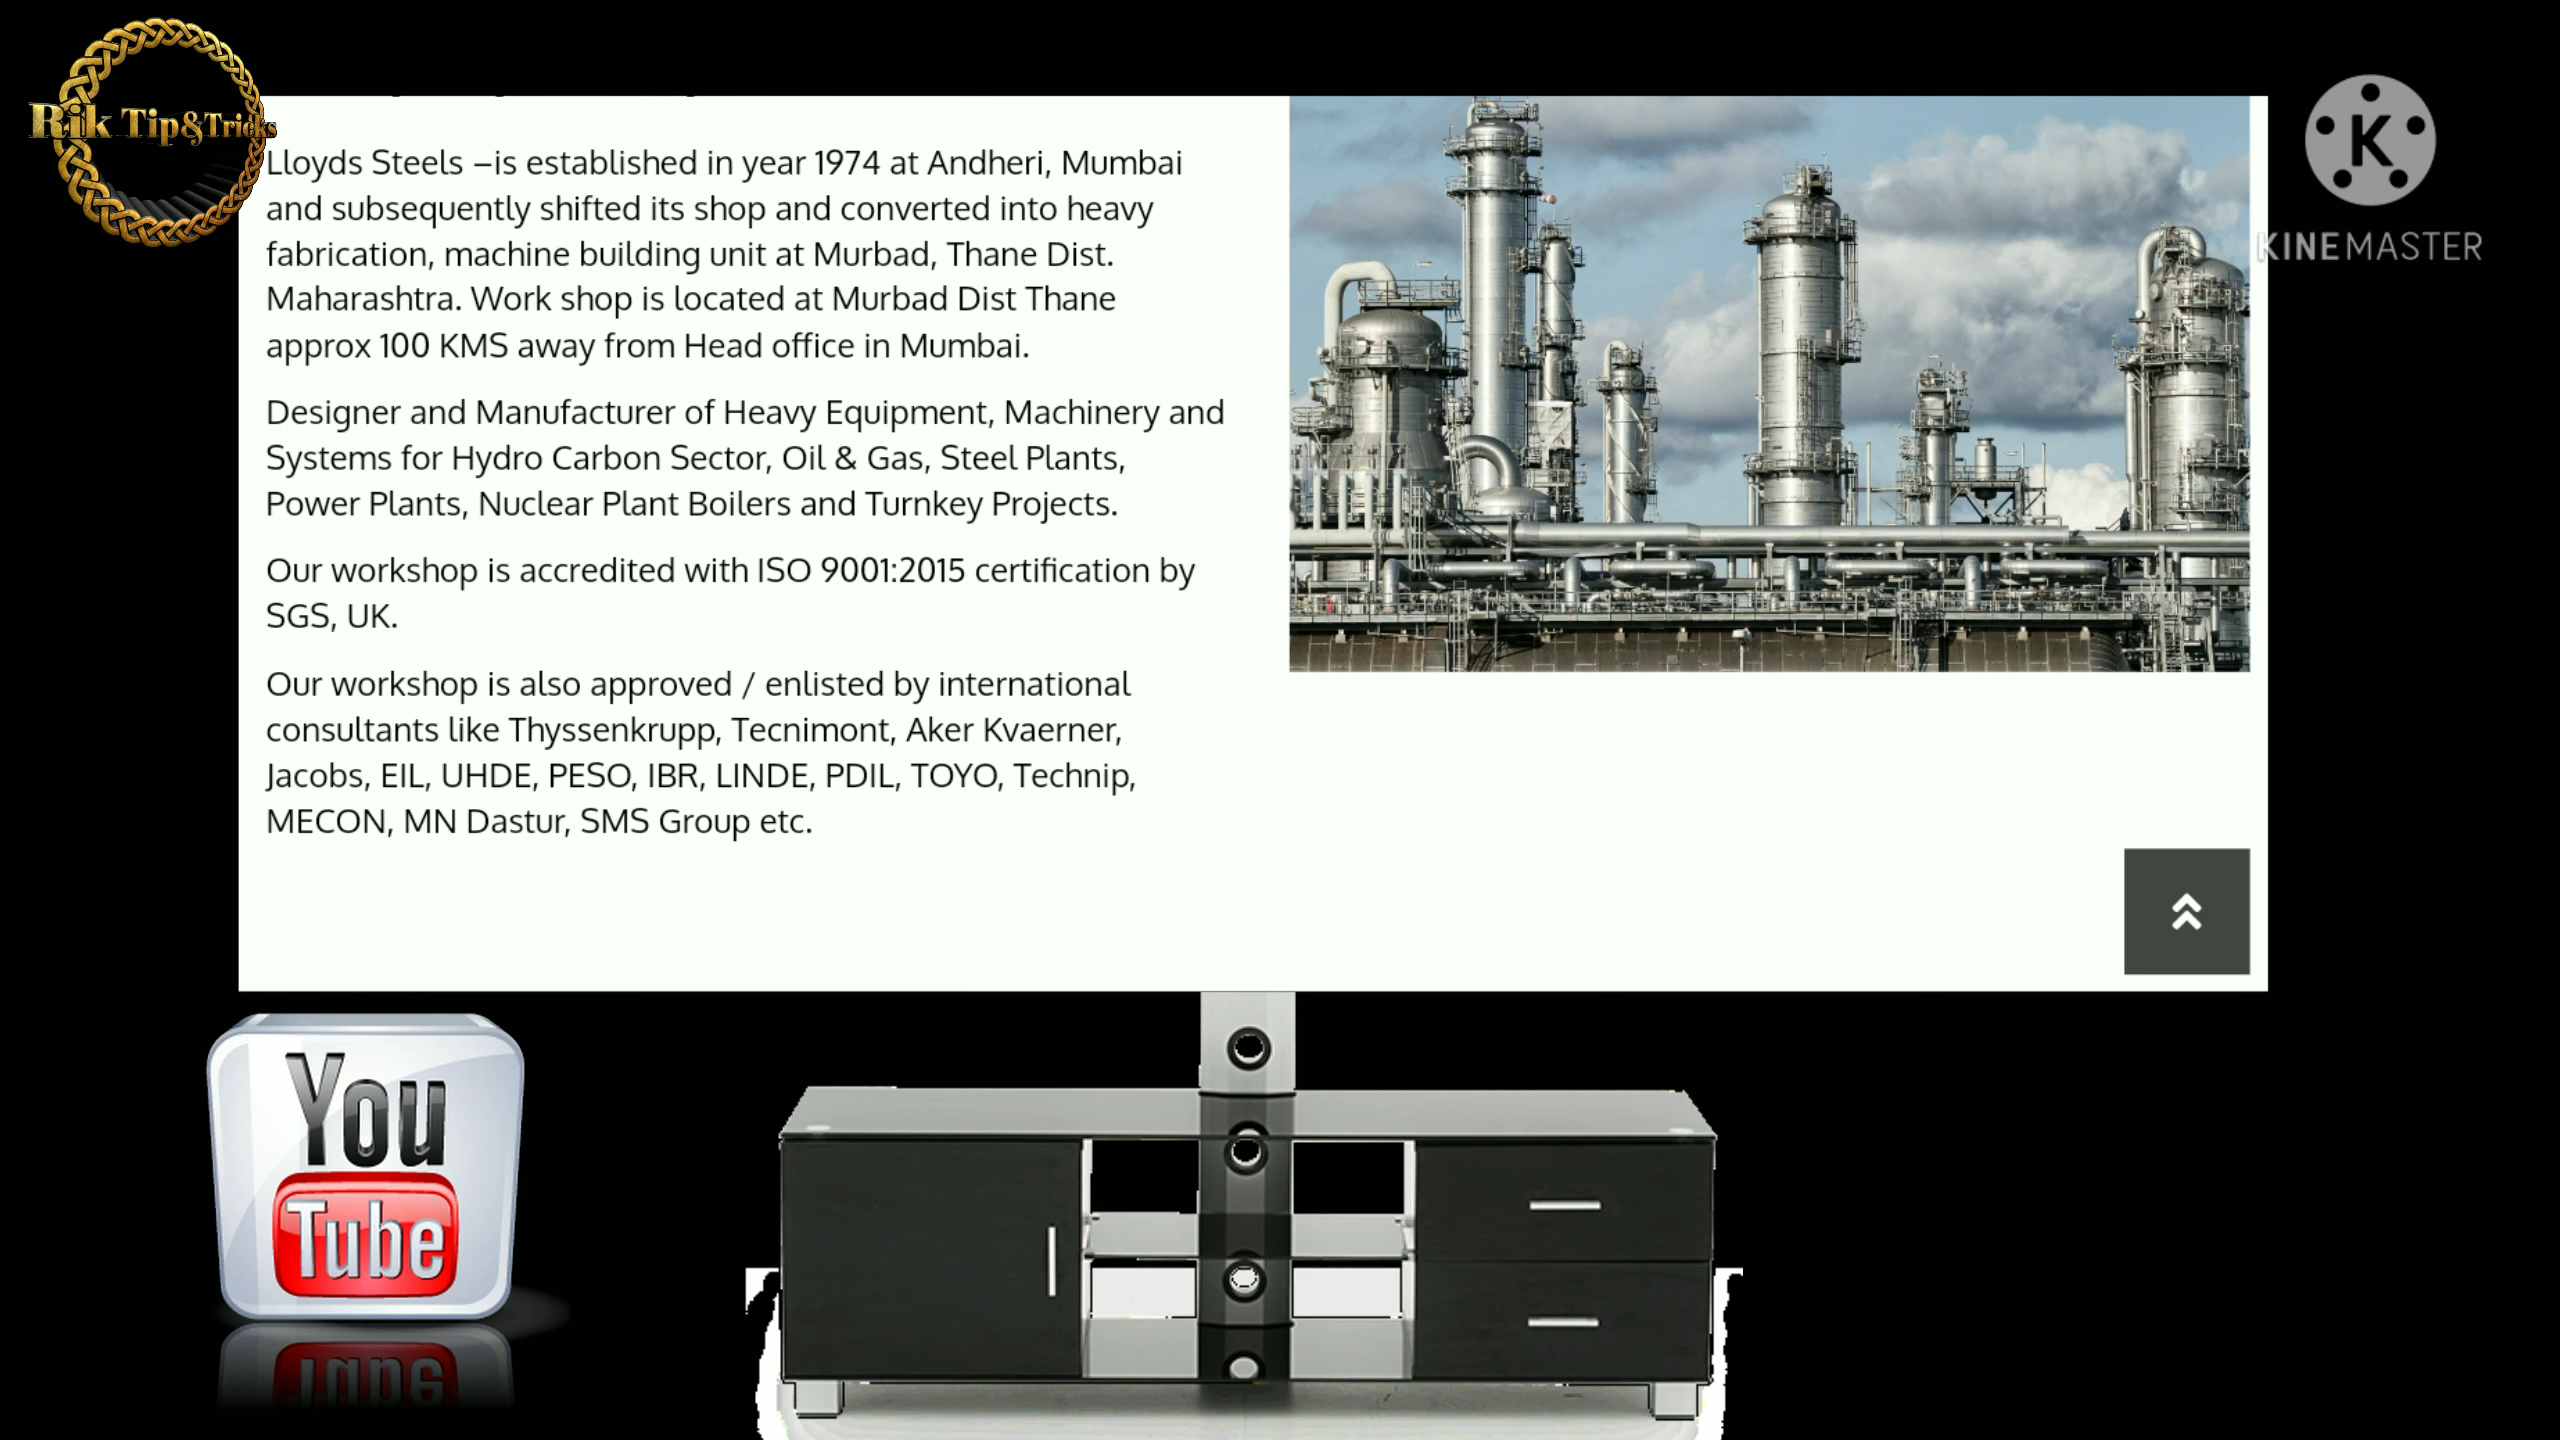 Rik Tip&Tricks
KINEMASTER
Lloyds Steels –is established in year 1974 at Andheri, Mumbai
and subsequently shifted its shop and converted into heavy
fabrication, machine building unit at Murbad, Thane Dist.
Maharashtra. Work shop is located at Murbad Dist Thane
approx 100 KMS away from Head office in Mumbai.
Designer and Manufacturer of Heavy Equipment, Machinery and
Systems for Hydro Carbon Sector, Oil & Gas, Steel Plants,
Power Plants, Nuclear Plant Boilers and Turnkey Projects.
Our workshop is accredited with ISO 9001:2015 certification by
SGS, UK.
Our workshop is also approved / enlisted by international
consultants like Thyssenkrupp, Tecnimont, Aker Kvaerner,
Jacobs, EIL, UHDE, PESO, IBR, LINDE, PDIL, TOYO, Technip,
MECON, MN Dastur, SMS Group etc.
You
Tube